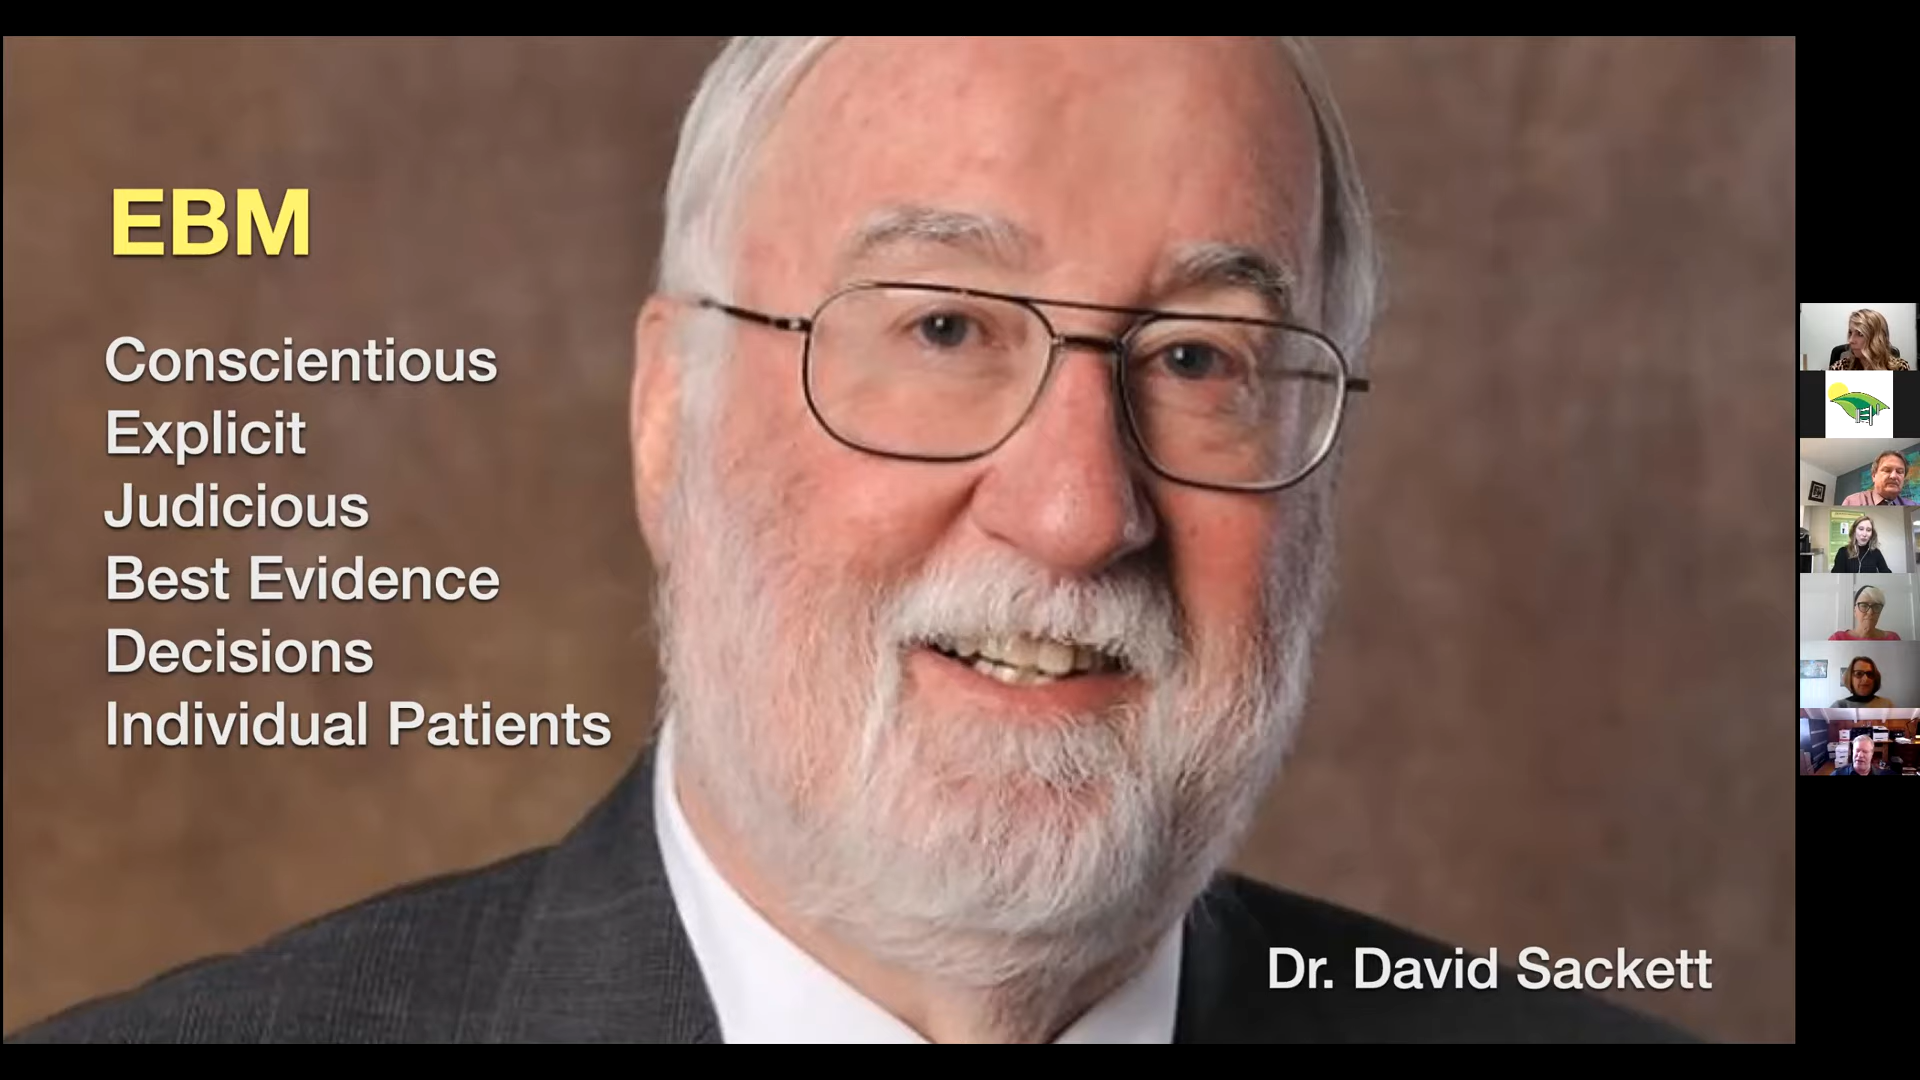 EBM
Conscientious
Explicit
Judicious
Best Evidence
Decisions
Individual Patients
Dr. David Sackett